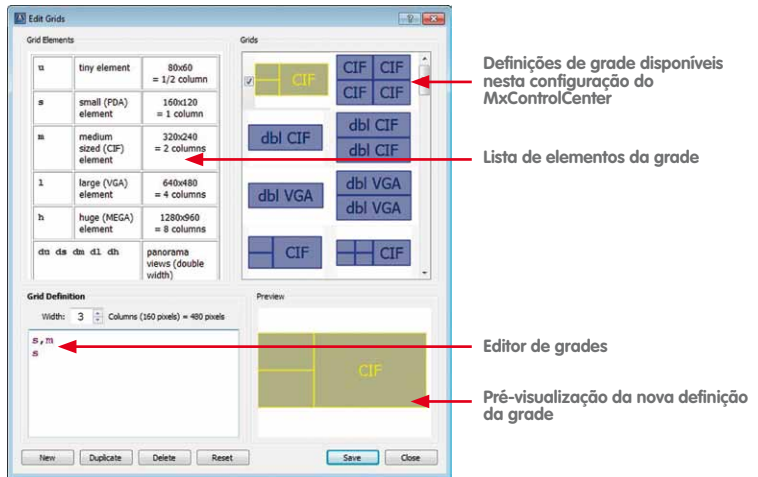 Edit Grids
Grid Elements
Grids
u tiny element 80x60 = 1/2 column
s small (PDA) element 160x120 = 1 column
m medium sized (CIF) element 320x240 = 2 columns
l large (VGA) element 640x480 = 4 columns
h huge (MEGA) element 1280x960 = 8 columns
du ds dm dl dh panorama views (double width)
CIF
CIF CIF
CIF CIF
dbl CIF
dbl CIF
dbl CIF
dbl VGA
dbl VGA
dbl VGA
CIF
CIF
Grid Definition
Width: 3 Columns (160 pixels) = 480 pixels
s,m
s
Preview
CIF
New Duplicate Delete Reset Save Close
Definições de grade disponíveis
nesta configuração do
MxControlCenter
Lista de elementos da grade
Editor de grades
Pré-visualização da nova definição
da grade